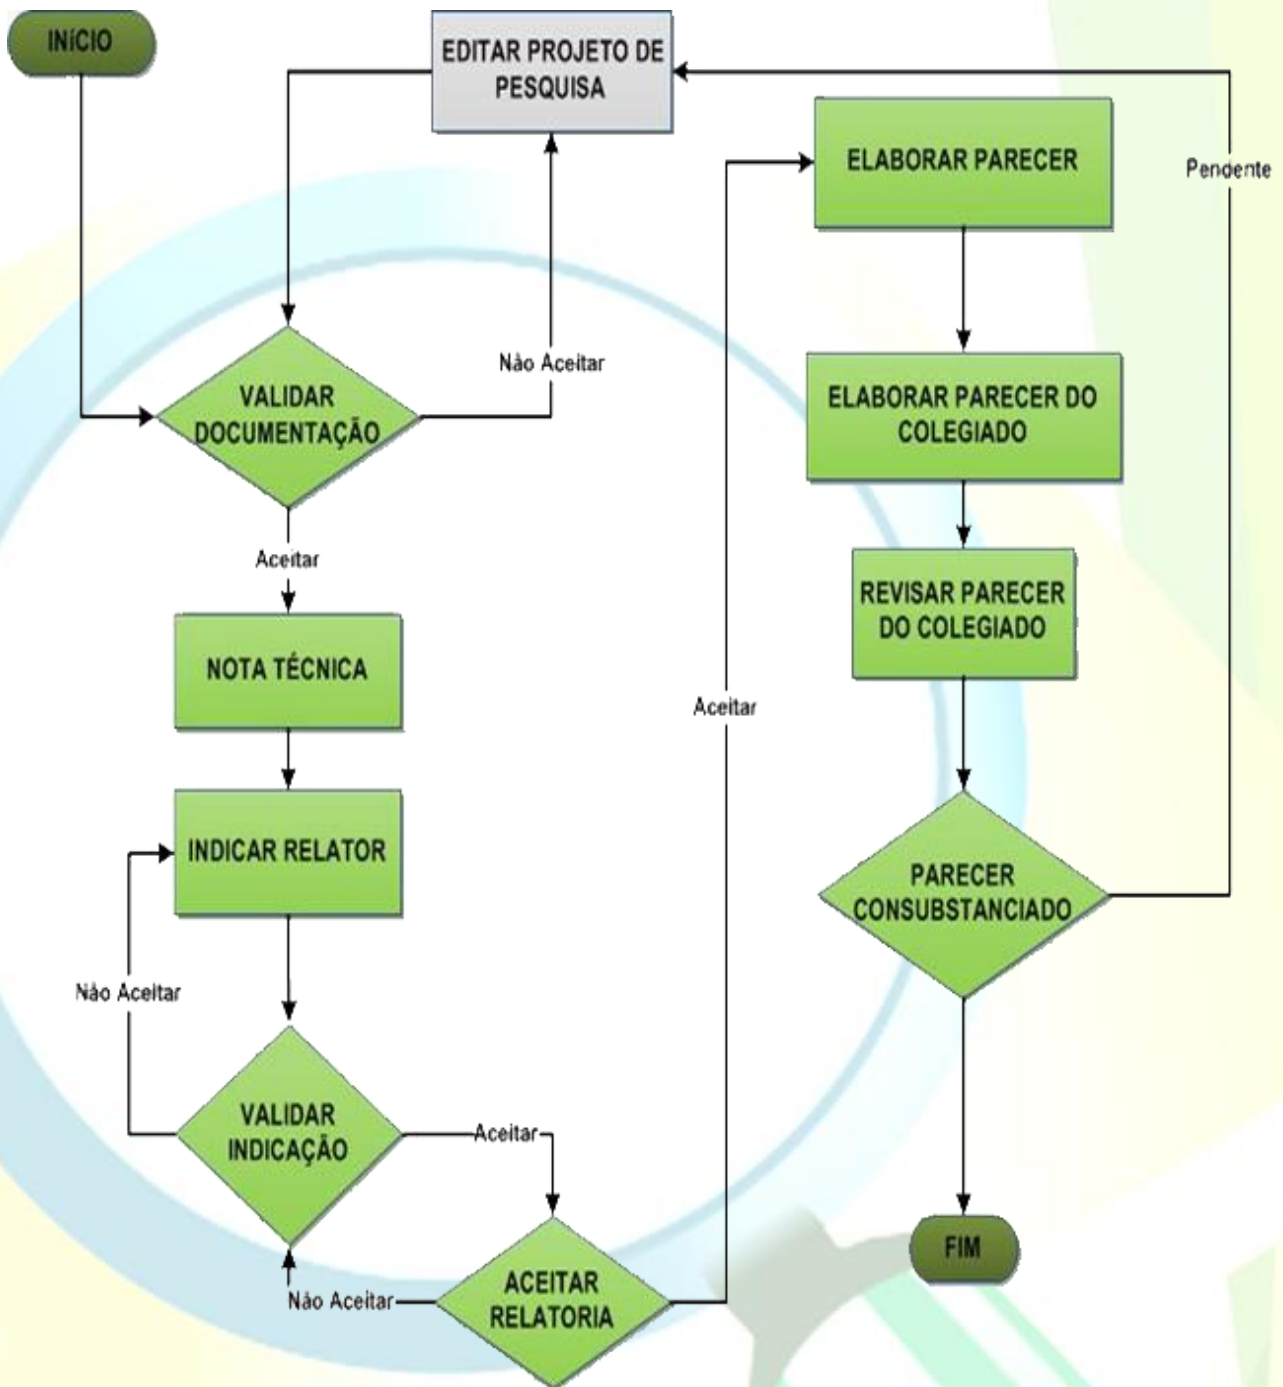 INíCIO
EDITAR PROJETO DE
PESQUISA
ELABORAR PARECER
Pendente
Não Aceitar
VALIDAR
DOCUMENTAÇÃO
ELABORAR PARECER DO
COLEGIADO
Aceitar
REVISAR PARECER
DO COLEGIADO
NOTA TÉCNICA
Aceitar
INDICAR RELATOR
PARECER
CONSUBSTANCIADO
Não Aceitar
VALIDAR
INDICAÇÃO
Aceitar
FIM
ACEITAR
RELATORIA
Não Aceitar